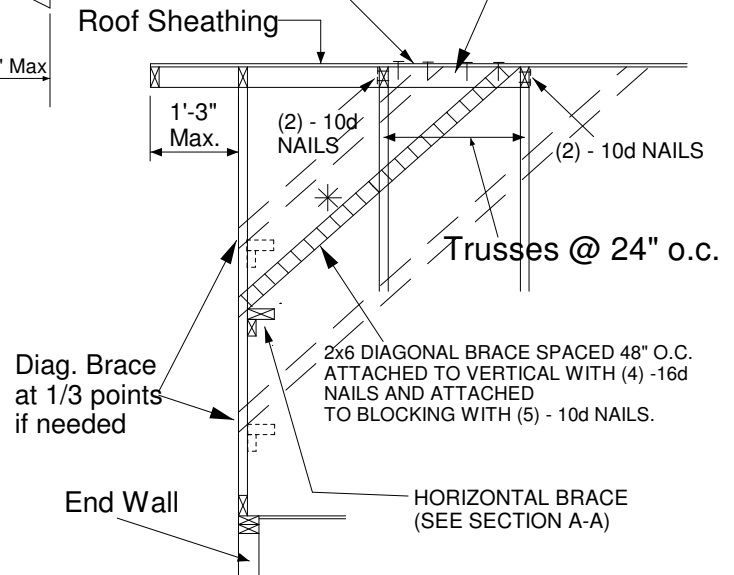 Roof Sheathing
" Max
1'-3"
Max.
(2) - 10d
NAILS
(2) - 10d NAILS
Trusses @ 24" o.c.
Diag. Brace
at 1/3 points
if needed
2x6 DIAGONAL BRACE SPACED 48" O.C.
ATTACHED TO VERTICAL WITH (4) -16d
NAILS AND ATTACHED
TO BLOCKING WITH (5) - 10d NAILS.
End Wall
HORIZONTAL BRACE
(SEE SECTION A-A)